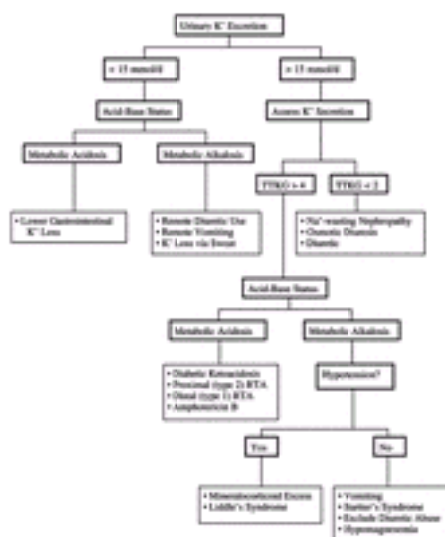 Urinary K⁺ Excretion
< 15 mmol/d
> 15 mmol/d
Acid-Base Status
Assess K⁺ Secretion
Metabolic Acidosis
Metabolic Alkalosis
TTKG > 4
TTKG < 2
• Lower Gastrointestinal
K⁺ Loss
• Remote Diuretic Use
• Remote Vomiting
• K⁺ Loss via Sweat
• Na⁺-wasting Nephropathy
• Osmotic Diuresis
• Diuretic
Acid-Base Status
Metabolic Acidosis
Metabolic Alkalosis
• Diabetic Ketoacidosis
• Proximal (type 2) RTA
• Distal (type 1) RTA
• Amphotericin B
Hypertension?
Yes
No
• Mineralocorticoid Excess
• Liddle's Syndrome
• Vomiting
• Bartter's Syndrome
• Exclude Diuretic Abuse
• Hypomagnesemia